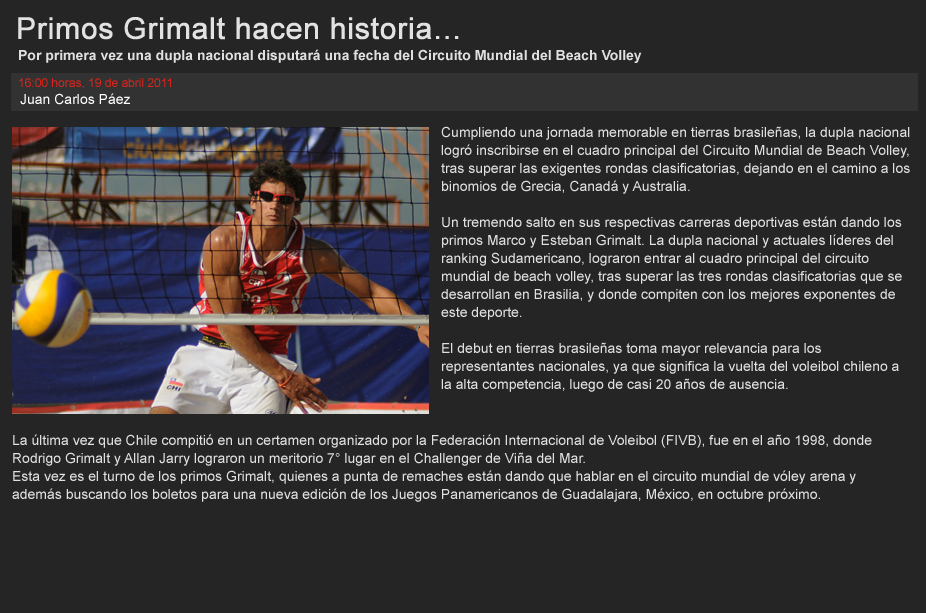 Primos Grimalt hacen historia...
Por primera vez una dupla nacional disputará una fecha del Circuito Mundial del Beach Volley
16:00 horas, 19 de abril 2011
Juan Carlos Páez
Cumpliendo una jornada memorable en tierras brasileñas, la dupla nacional
logró inscribirse en el cuadro principal del Circuito Mundial de Beach Volley,
tras superar las exigentes rondas clasificatorias, dejando en el camino a los
binomios de Grecia, Canadá y Australia.
Un tremendo salto en sus respectivas carreras deportivas están dando los
primos Marco y Esteban Grimalt. La dupla nacional y actuales líderes del
ranking Sudamericano, lograron entrar al cuadro principal del circuito
mundial de beach volley, tras superar las tres rondas clasificatorias que se
desarrollan en Brasilia, y donde compiten con los mejores exponentes de
este deporte.
El debut en tierras brasileñas toma mayor relevancia para los
representantes nacionales, ya que significa la vuelta del voleibol chileno a
la alta competencia, luego de casi 20 años de ausencia.
ciudad del deporte
CHI
2
CHI
La última vez que Chile compitió en un certamen organizado por la Federación Internacional de Voleibol (FIVB), fue en el año 1998, donde
Rodrigo Grimalt y Allan Jarry lograron un meritorio 7° lugar en el Challenger de Viña del Mar.
Esta vez es el turno de los primos Grimalt, quienes a punta de remaches están dando que hablar en el circuito mundial de vóley arena y
además buscando los boletos para una nueva edición de los Juegos Panamericanos de Guadalajara, México, en octubre próximo.